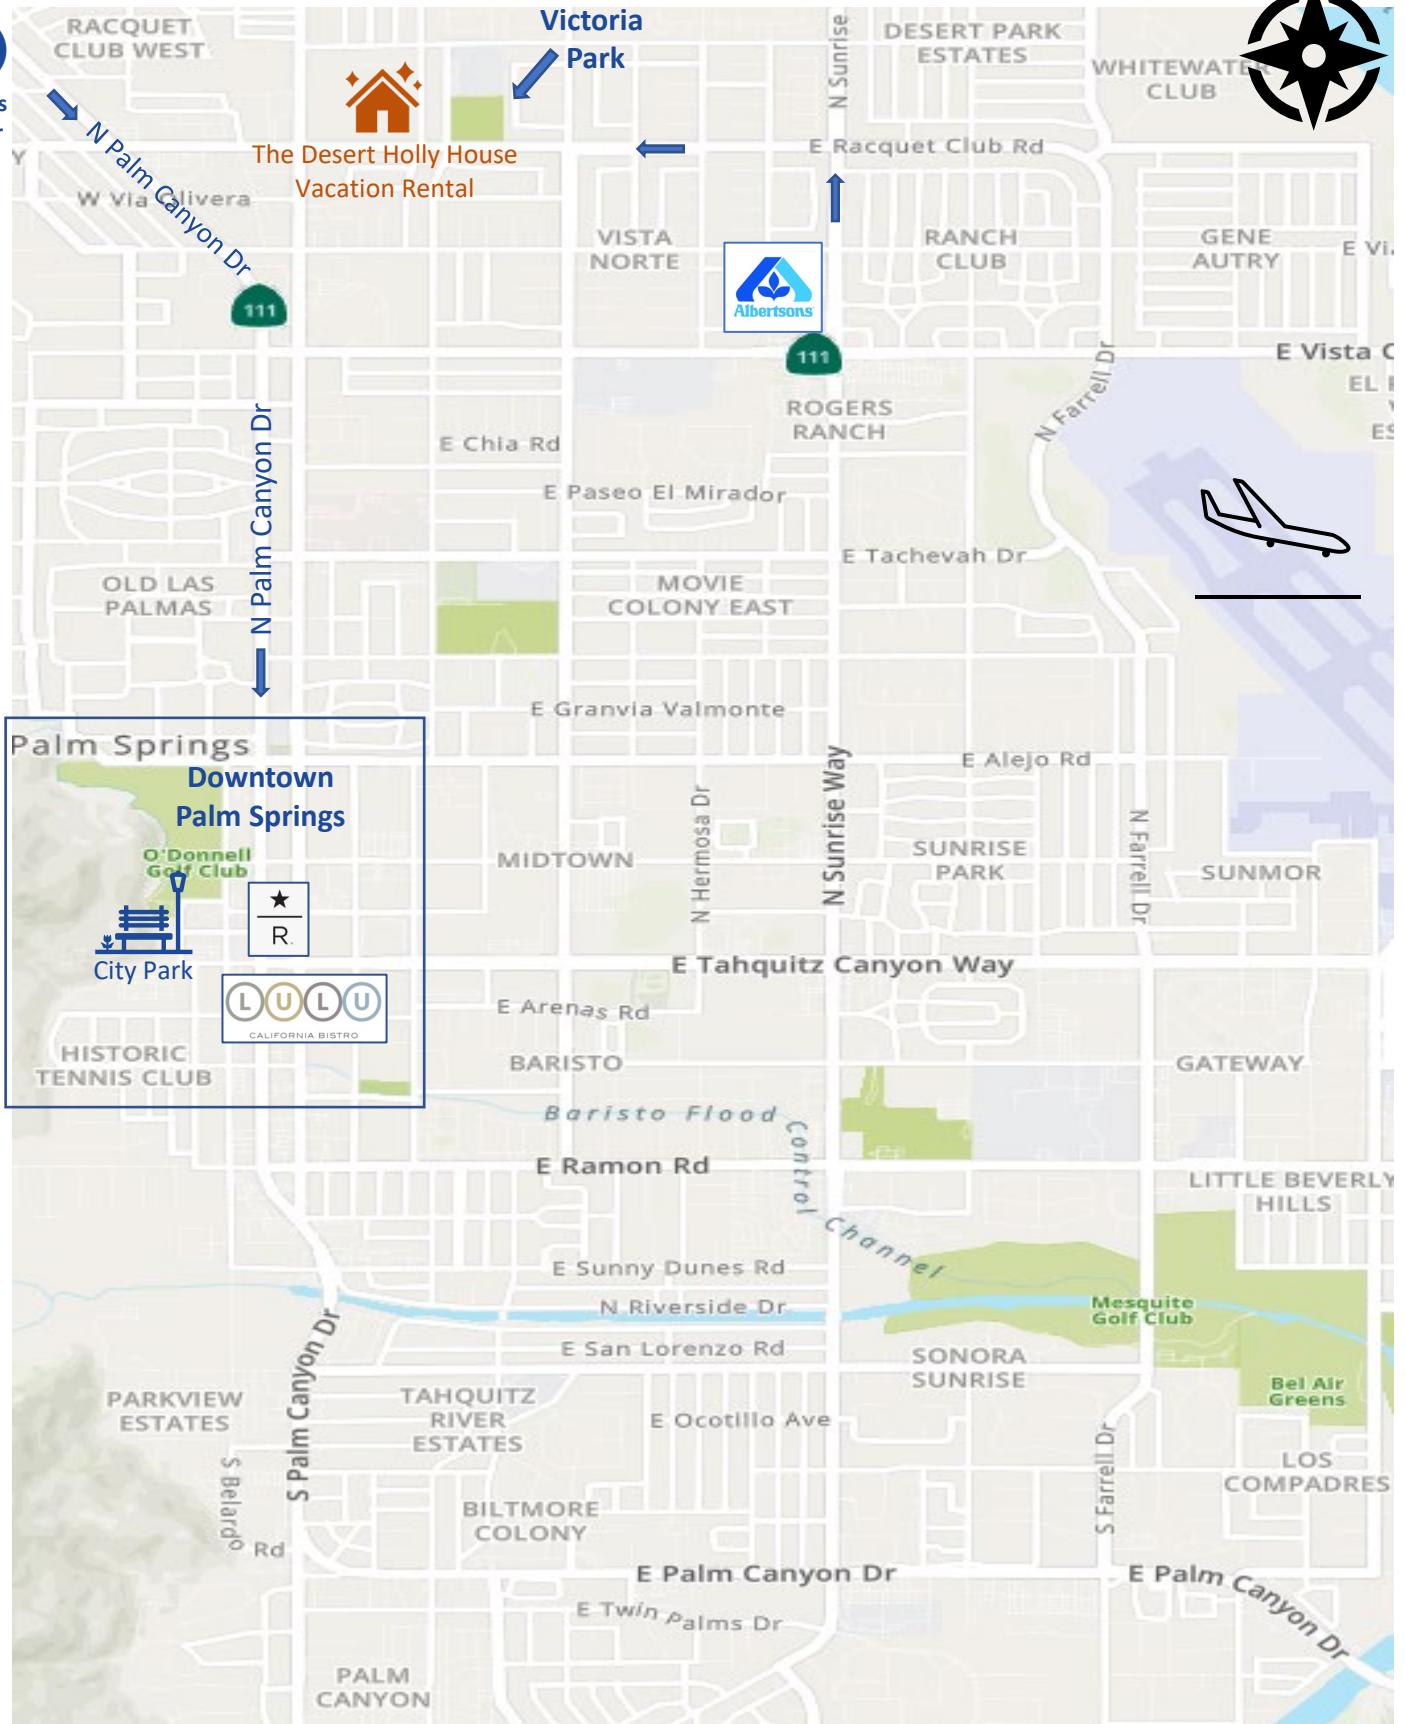 Victoria
Park
RACQUET
CLUB WEST
N Sunrise
DESERT PARK
ESTATES
WHITEWATER
CLUB
s
r
Y
N Palm Canyon Dr
The Desert Holly House
Vacation Rental
E Racquet Club Rd
W Via Olivera
VISTA
NORTE
RANCH
CLUB
GENE
AUTRY
E Vi
Albertsons
111
111
E Vista C
EL
ES
N Farrell Dr
ROGERS
RANCH
E Chia Rd
N Palm Canyon Dr
E Paseo El Mirador
E Tachevah Dr
OLD LAS
PALMAS
MOVIE
COLONY EAST
E Granvia Valmonte
Palm Springs
Downtown
Palm Springs
E Alejo Rd
N Sunrise Way
N Hermosa Dr
N Farrell Dr
O'Donnell
Golf Club
MIDTOWN
SUNRISE
PARK
SUNMOR
R.
City Park
E Tahquitz Canyon Way
LULU
CALIFORNIA BISTRO
E Arenas Rd
HISTORIC
TENNIS CLUB
BARISTO
GATEWAY
Baristo Flood Control Channel
E Ramon Rd
LITTLE BEVERLY
HILLS
E Sunny Dunes Rd
N Riverside Dr
Mesquite
Golf Club
E San Lorenzo Rd
SONORA
SUNRISE
S Palm Canyon Dr
PARKVIEW
ESTATES
TAHQUITZ
RIVER
ESTATES
Bel Air
Greens
E Ocotillo Ave
S Belardo Rd
S Farrell Dr
LOS
COMPADRES
BILTMORE
COLONY
E Palm Canyon Dr
E Palm Canyon Dr
E Twin Palms Dr
PALM
CANYON